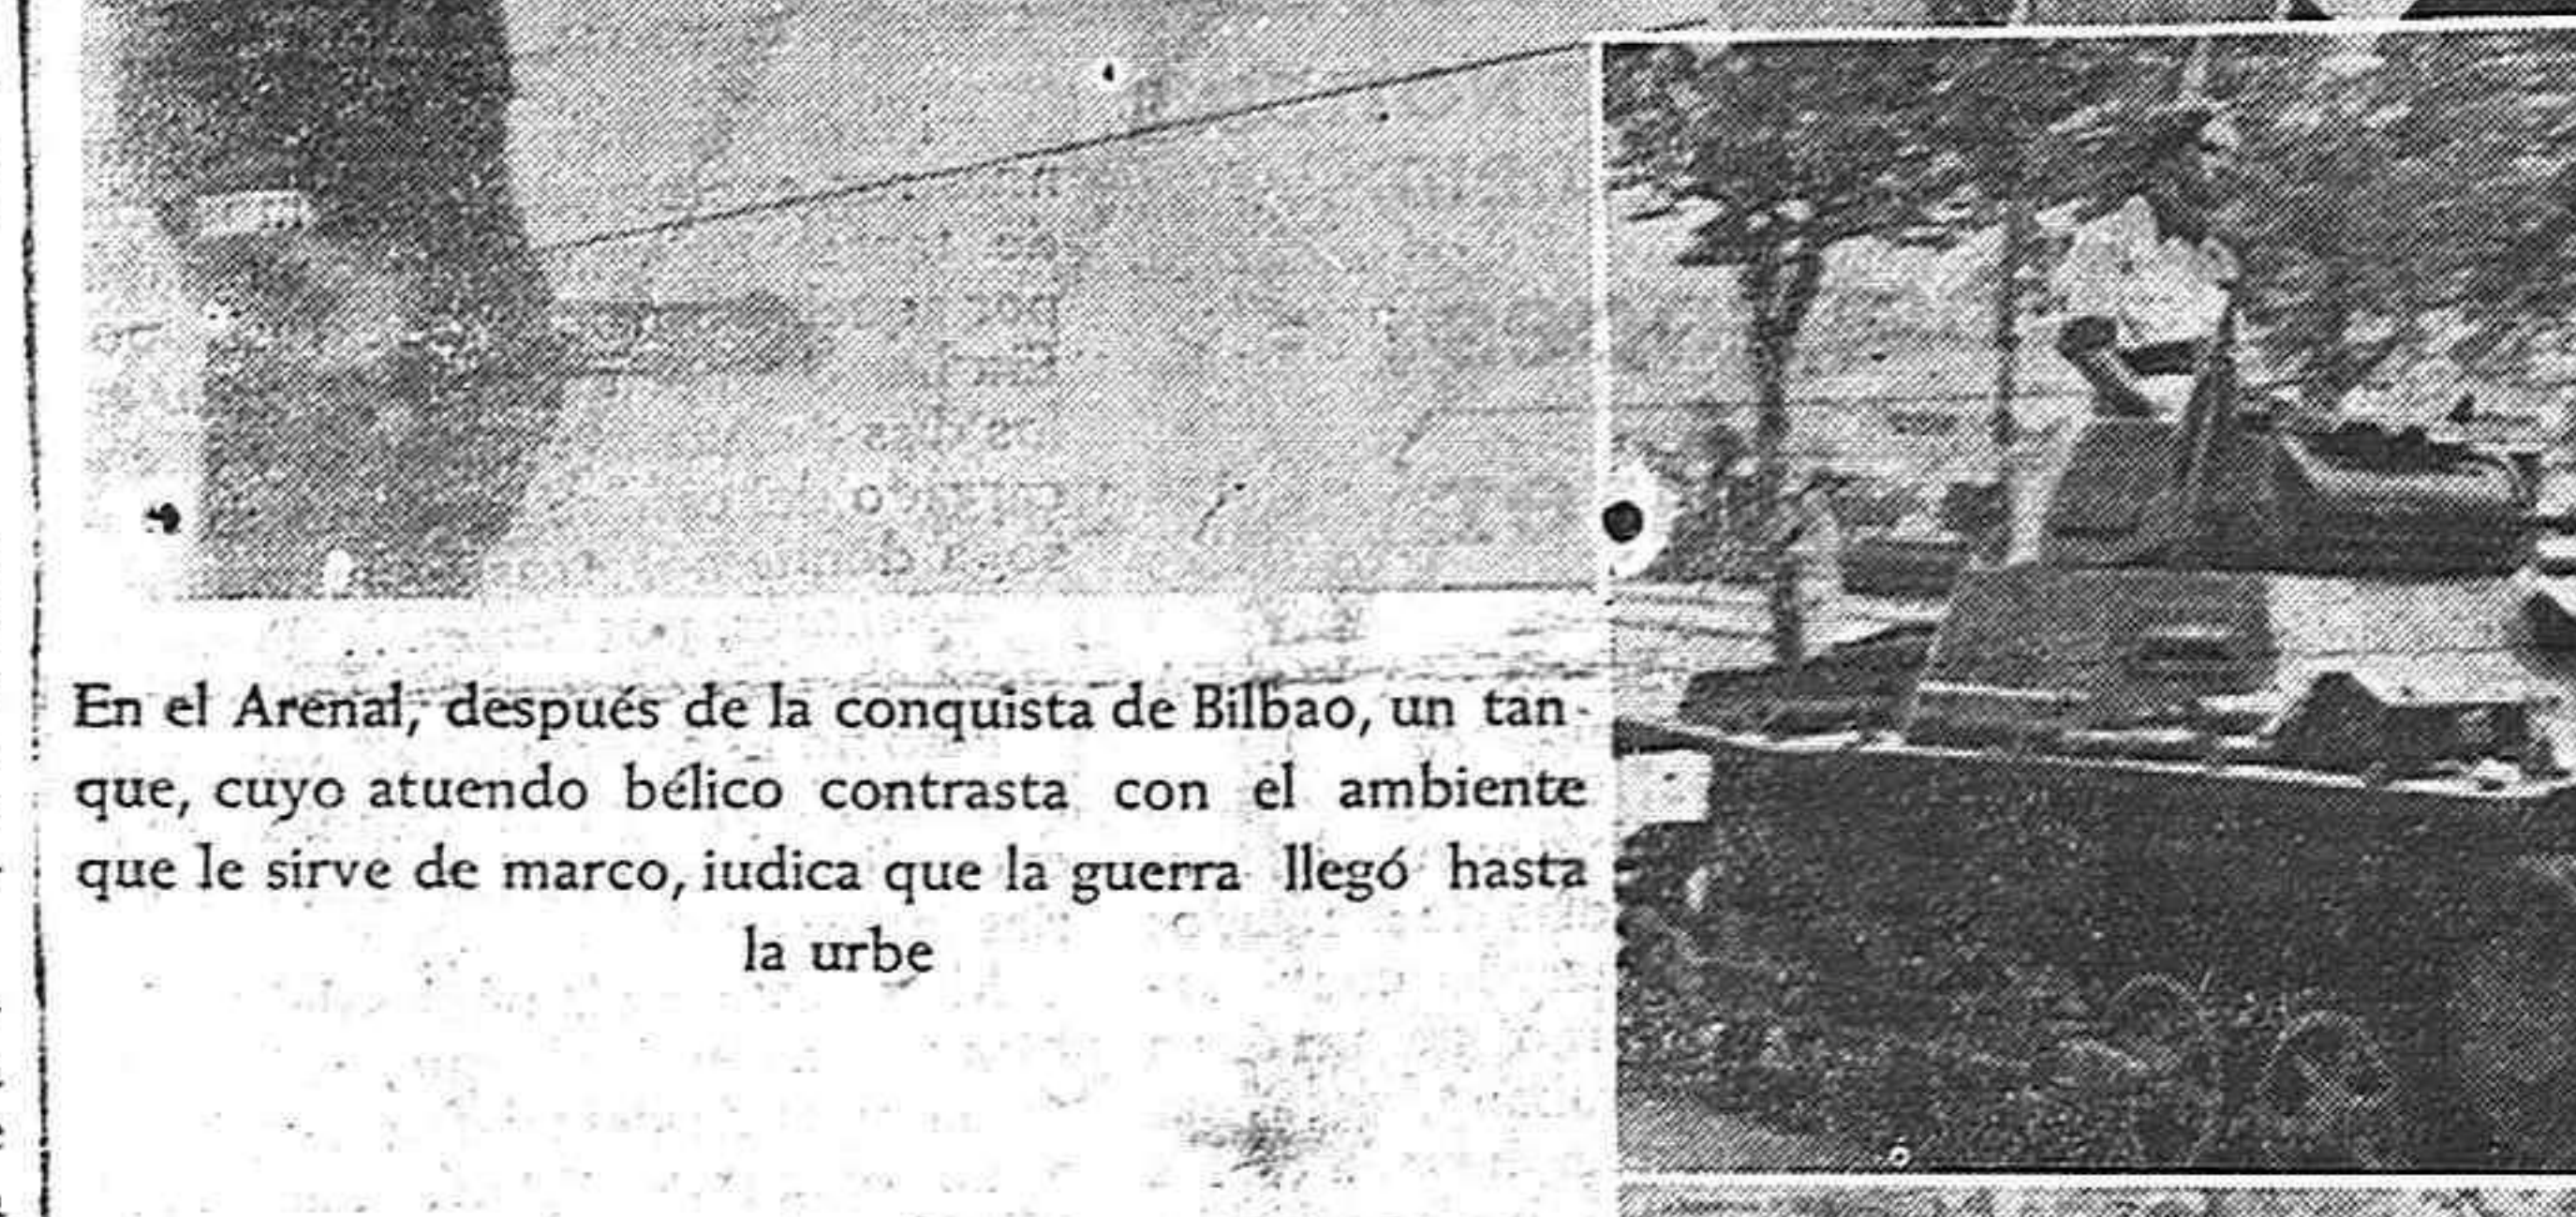 En el Arenal, después de la conquista de Bilbao, un tan-
que, cuyo atuendo bélico contrasta con el ambiente
que le sirve de marco, iudica que la guerra llegó hasta
la urbe